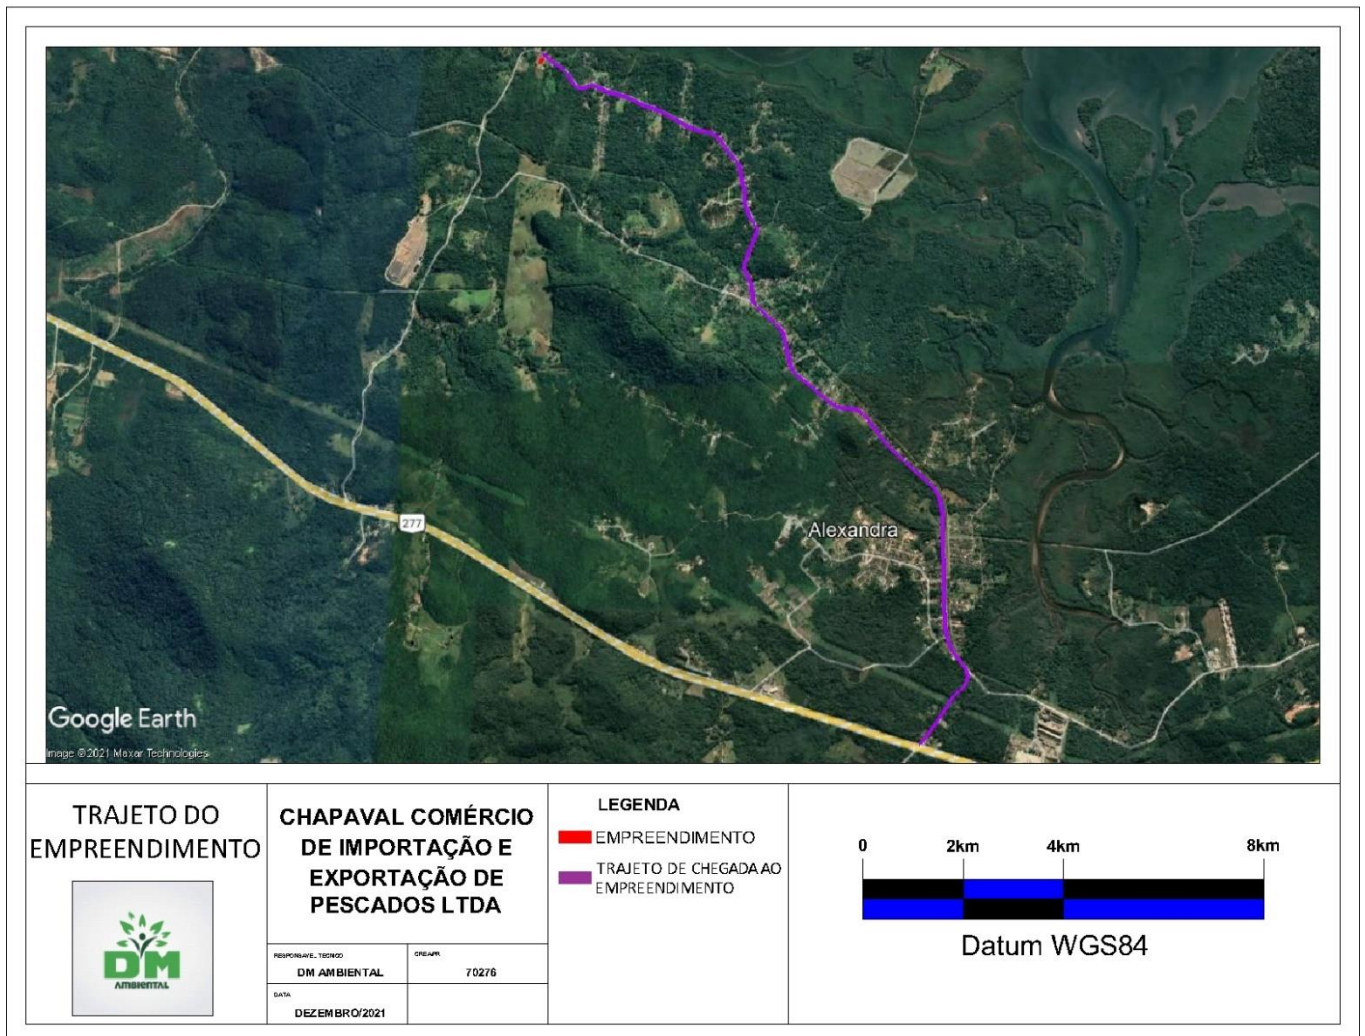 277
Alexandra
Google Earth
Image ©2021 Maxar Technologies
TRAJETO DO
EMPREENDIMENTO
DM
AMBIENTAL
CHAPAVAL COMÉRCIO
DE IMPORTAÇÃO E
EXPORTAÇÃO DE
PESCADOS LTDA
RESPONSAVEL TECNICO
DM AMBIENTAL
CREA/PR
70276
DATA
DEZEMBRO/2021
LEGENDA
EMPREENDIMENTO
TRAJETO DE CHEGADA AO
EMPREENDIMENTO
0 2km 4km 8km
Datum WGS84